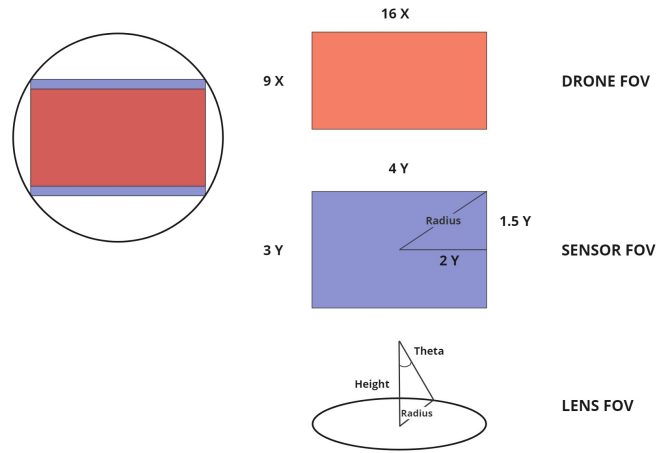 16 X
9 X
DRONE FOV
4 Y
Radius
1.5 Y
3 Y
2 Y
SENSOR FOV
Theta
Height
Radius
LENS FOV